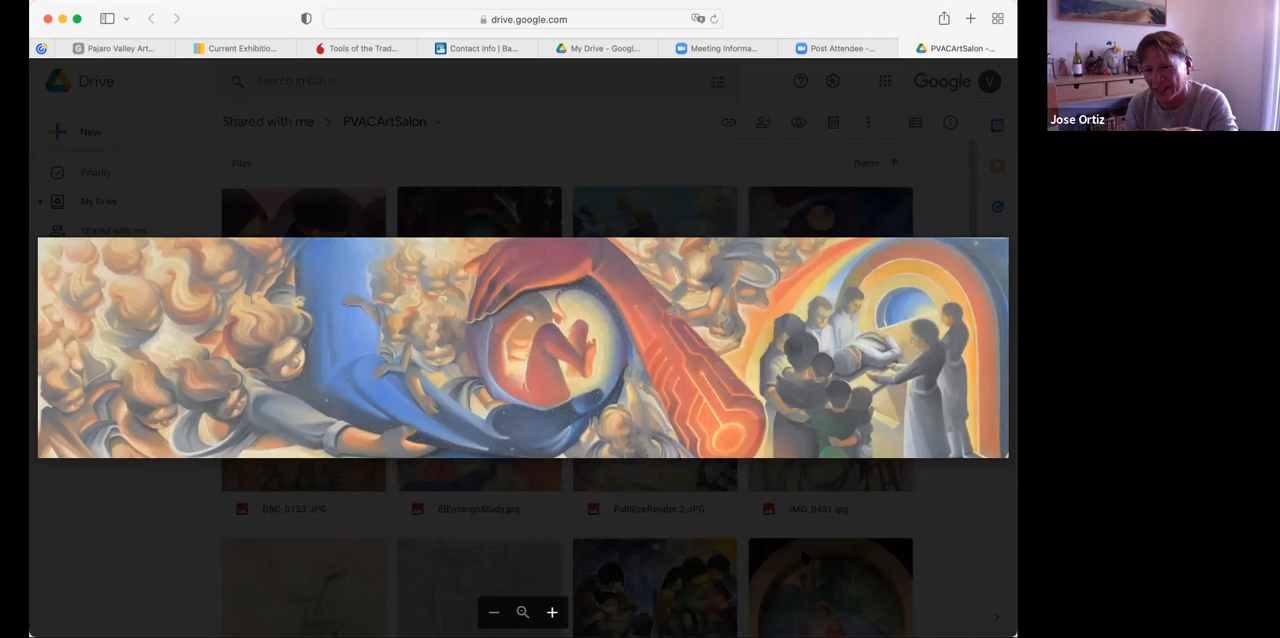 drive.google.com
Pajaro Valley Art...
Current Exhibitio...
Tools of the Trad...
Contact Info | Ba...
My Drive - Googl...
Meeting Informa...
Post Attendee -...
PVACArtSalon -...
Drive
Search in Drive
Google
V
New
Shared with me
PVACArtSalon
Priority
Files
Name
My Drive
Shared with me
DSC_0153.JPG
ElEncargoStudy.jpg
FullSizeRender 2.JPG
IMG_0451.jpg
Jose Ortiz